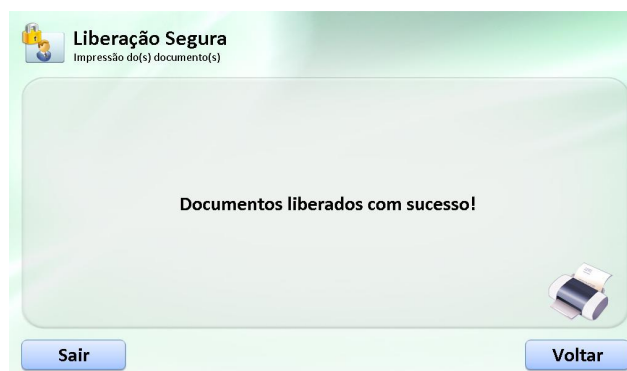 Liberação Segura
Impressão do(s) documento(s)
Documentos liberados com sucesso!
Sair
Voltar